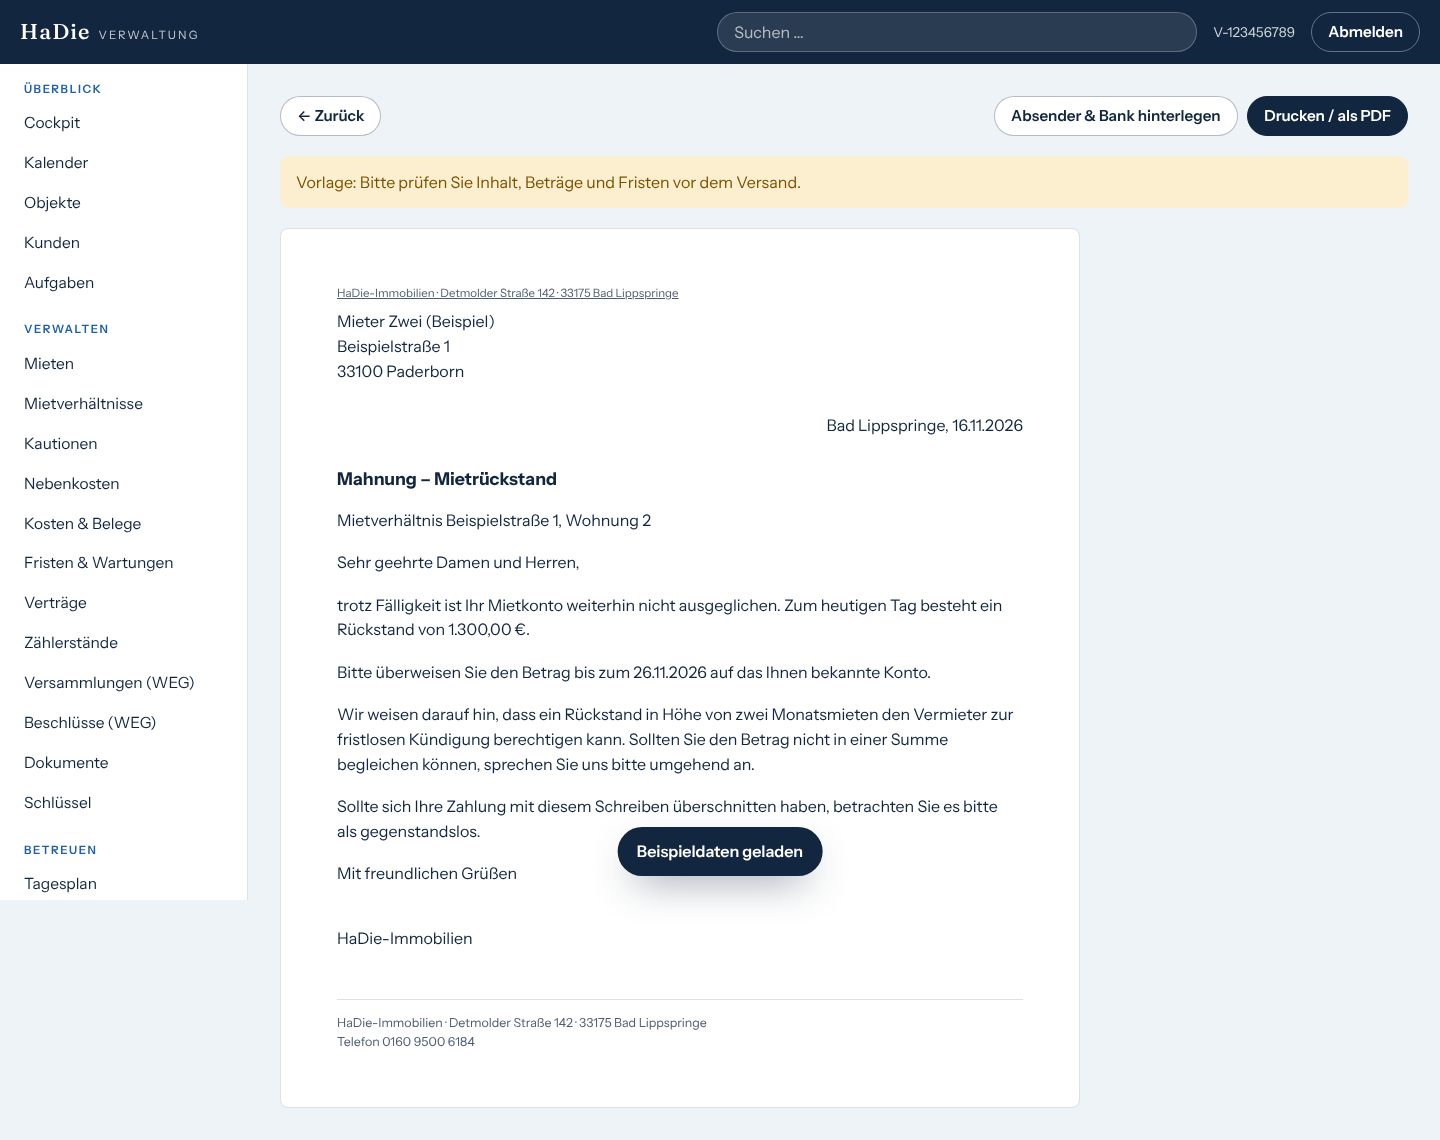 HaDie VERWALTUNG
Suchen ...
V-123456789
Abmelden
ÜBERBLICK
Cockpit
Kalender
Objekte
Kunden
Aufgaben
VERWALTEN
Mieten
Mietverhältnisse
Kautionen
Nebenkosten
Kosten & Belege
Fristen & Wartungen
Verträge
Zählerstände
Versammlungen (WEG)
Beschlüsse (WEG)
Dokumente
Schlüssel
BETREUEN
Tagesplan
← Zurück
Absender & Bank hinterlegen
Drucken / als PDF
Vorlage: Bitte prüfen Sie Inhalt, Beträge und Fristen vor dem Versand.
HaDie-Immobilien · Detmolder Straße 142 · 33175 Bad Lippspringe
Mieter Zwei (Beispiel)
Beispielstraße 1
33100 Paderborn
Bad Lippspringe, 16.11.2026
Mahnung – Mietrückstand
Mietverhältnis Beispielstraße 1, Wohnung 2
Sehr geehrte Damen und Herren,
trotz Fälligkeit ist Ihr Mietkonto weiterhin nicht ausgeglichen. Zum heutigen Tag besteht ein
Rückstand von 1.300,00 €.
Bitte überweisen Sie den Betrag bis zum 26.11.2026 auf das Ihnen bekannte Konto.
Wir weisen darauf hin, dass ein Rückstand in Höhe von zwei Monatsmieten den Vermieter zur
fristlosen Kündigung berechtigen kann. Sollten Sie den Betrag nicht in einer Summe
begleichen können, sprechen Sie uns bitte umgehend an.
Sollte sich Ihre Zahlung mit diesem Schreiben überschnitten haben, betrachten Sie es bitte
als gegenstandslos.
Beispieldaten geladen
Mit freundlichen Grüßen
HaDie-Immobilien
HaDie-Immobilien · Detmolder Straße 142 · 33175 Bad Lippspringe
Telefon 0160 9500 6184